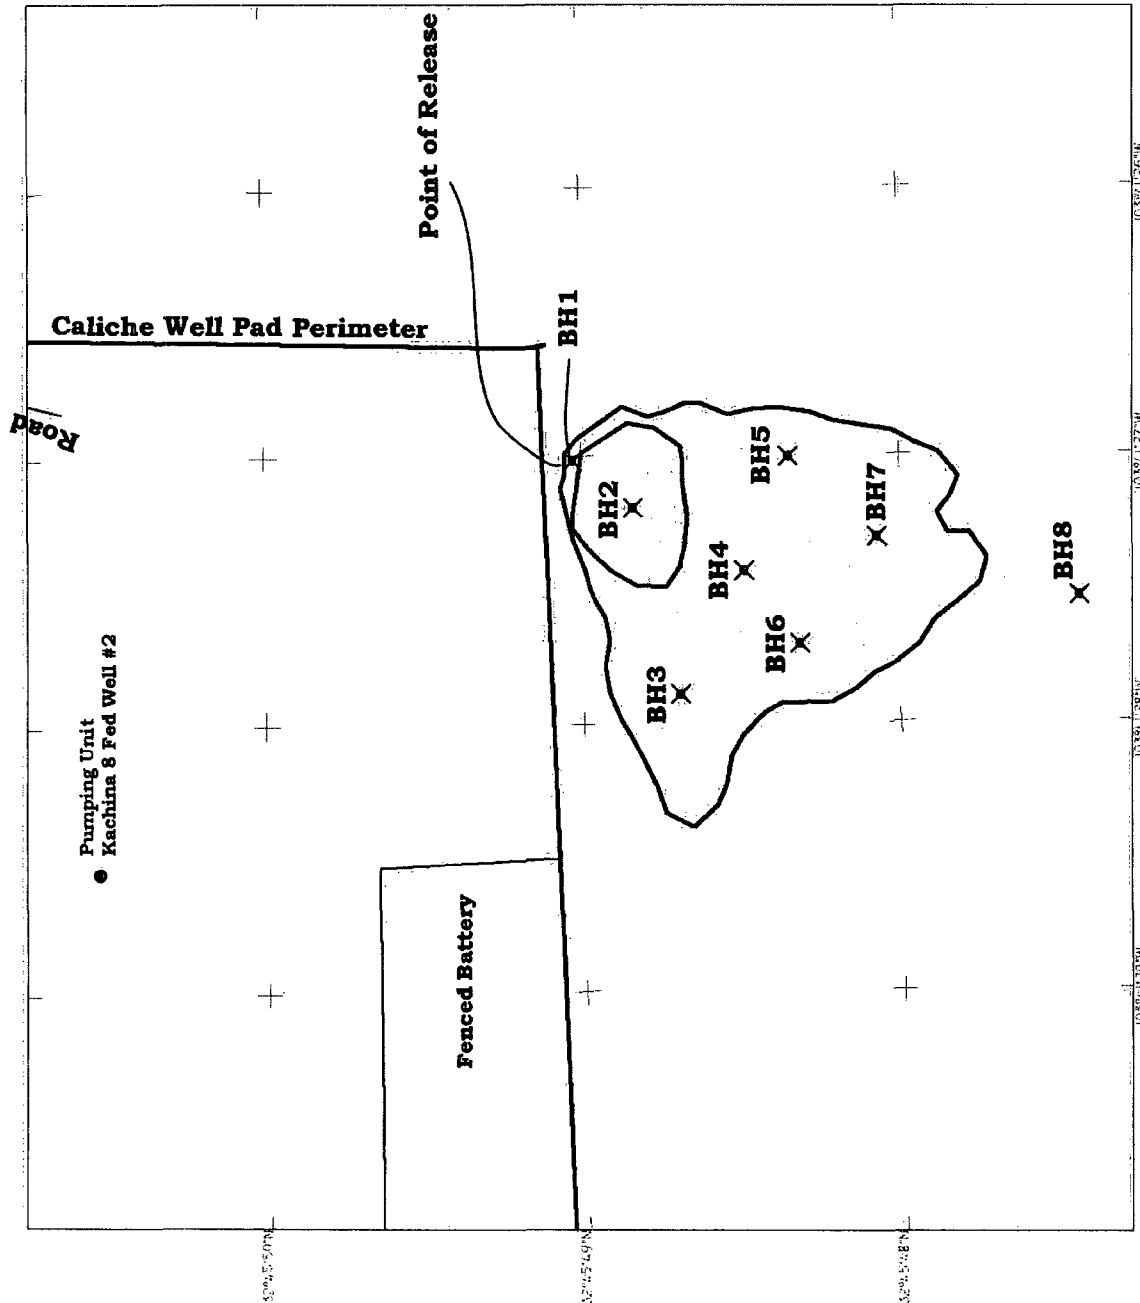 Road
Caliche Well Pad Perimeter
Point of Release
Pumping Unit
Kachina 8 Fed Well #2
Fenced Battery
BH1
BH2
BH3
BH4
BH5
BH6
BH7
BH8